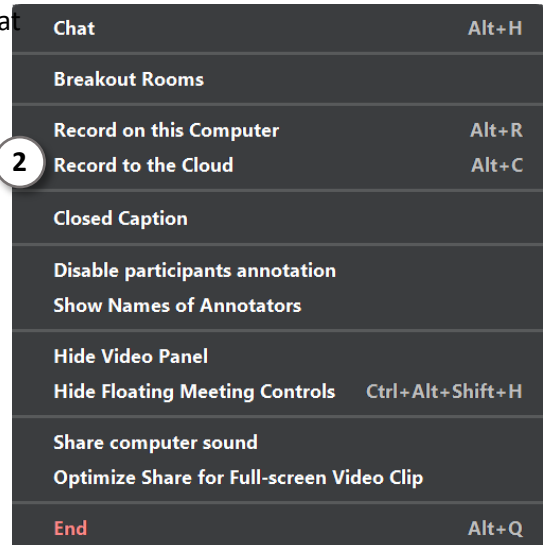 at
Chat Alt+H
Breakout Rooms
Record on this Computer Alt+R
2 Record to the Cloud Alt+C
Closed Caption
Disable participants annotation
Show Names of Annotators
Hide Video Panel
Hide Floating Meeting Controls Ctrl+Alt+Shift+H
Share computer sound
Optimize Share for Full-screen Video Clip
End Alt+Q